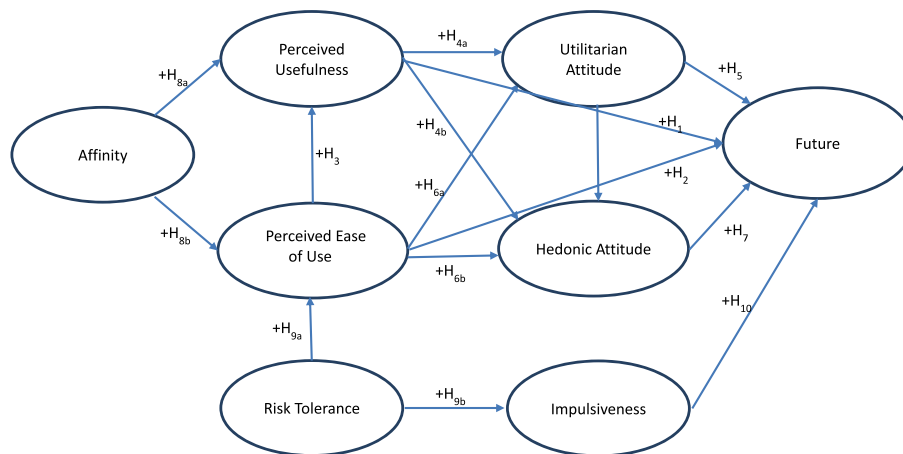 Perceived
Usefulness
+H4a
Utilitarian
Attitude
+H5
+H8a
+H4b
+H1
Affinity
+H3
Future
+H6a
+H2
+H8b
Perceived Ease
of Use
Hedonic Attitude
+H7
+H6b
+H9a
+H10
Risk Tolerance
+H9b
Impulsiveness